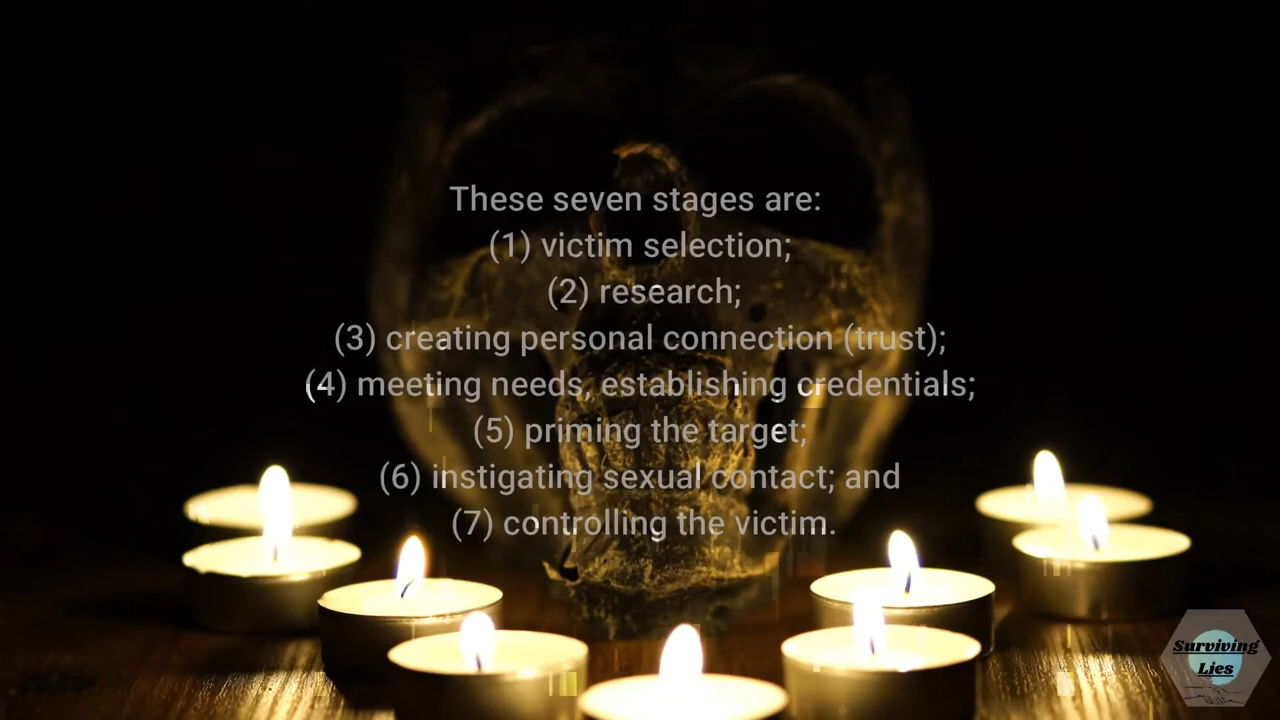 These seven stages are:
(1) victim selection;
(2) research;
(3) creating personal connection (trust);
(4) meeting needs, establishing credentials;
(5) priming the target;
(6) instigating sexual contact; and
(7) controlling the victim.
Surviving
Lies